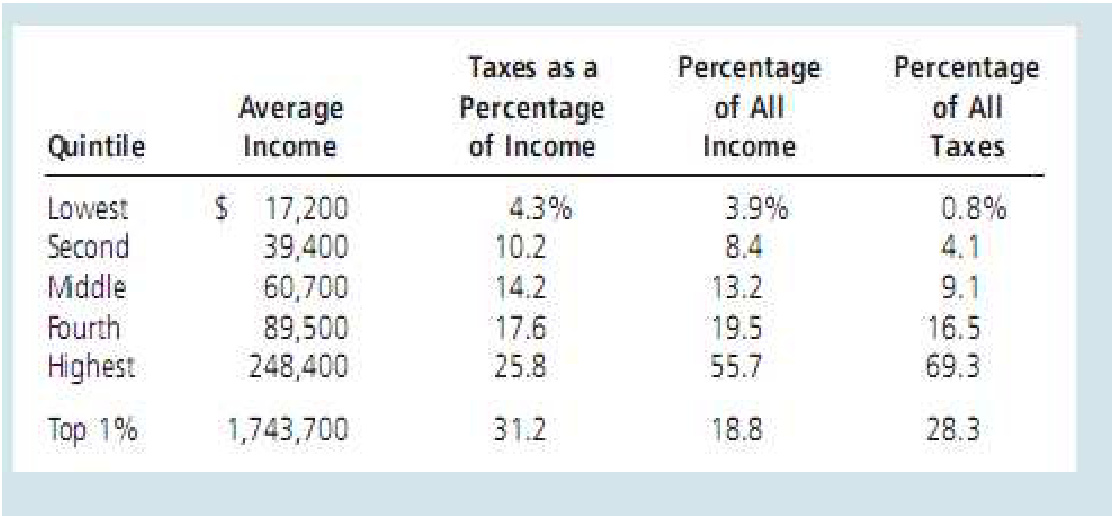 Taxes as a Percentage Percentage
Average Percentage of All of All
Quintile Income of Income Income Taxes
Lowest $ 17,200 4.3% 3.9% 0.8%
Second 39,400 10.2 8.4 4.1
Middle 60,700 14.2 13.2 9.1
Fourth 89,500 17.6 19.5 16.5
Highest 248,400 25.8 55.7 69.3
Top 1% 1,743,700 31.2 18.8 28.3